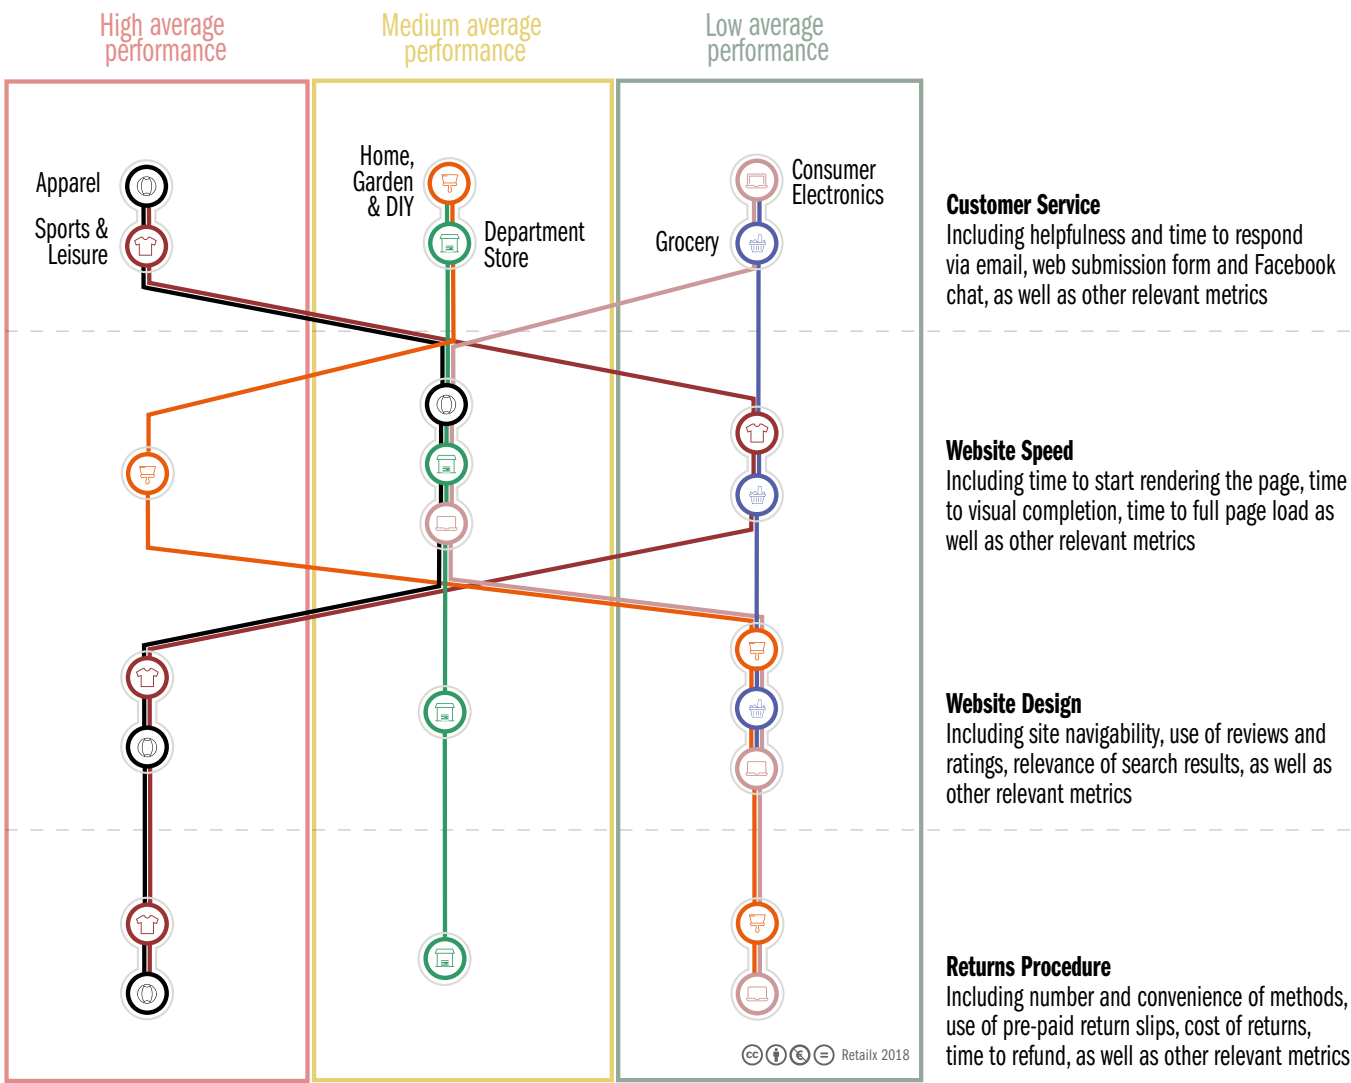 High average
performance
Medium average
performance
Low average
performance
Apparel
Sports &
Leisure
Home,
Garden
& DIY
Department
Store
Consumer
Electronics
Grocery
Customer Service
Including helpfulness and time to respond
via email, web submission form and Facebook
chat, as well as other relevant metrics
Website Speed
Including time to start rendering the page, time
to visual completion, time to full page load as
well as other relevant metrics
Website Design
Including site navigability, use of reviews and
ratings, relevance of search results, as well as
other relevant metrics
Returns Procedure
Including number and convenience of methods,
use of pre-paid return slips, cost of returns,
time to refund, as well as other relevant metrics
cc Retailx 2018